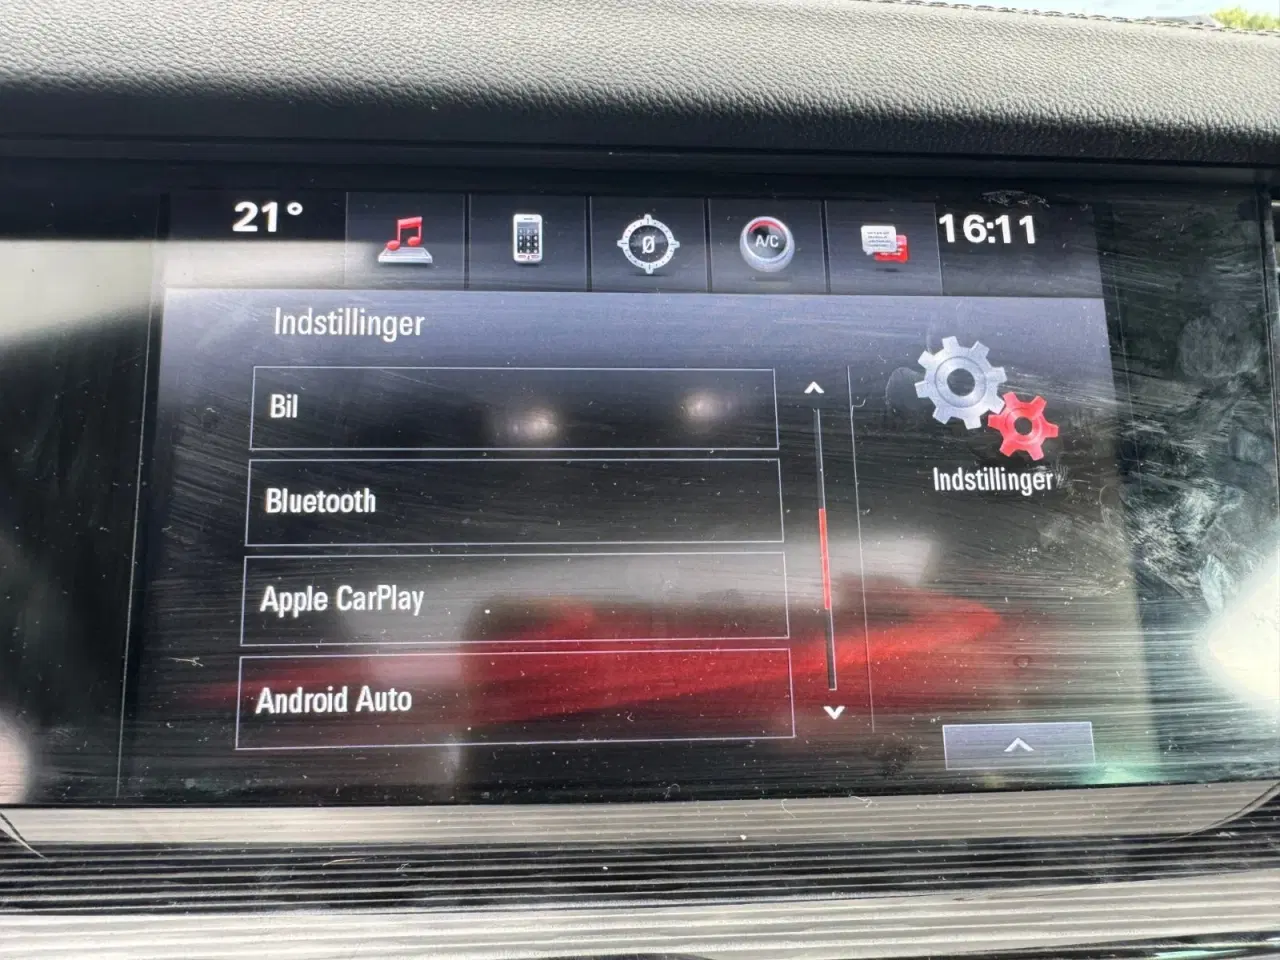 21°
A/C
16:11
Indstillinger
Bil
Bluetooth
Apple CarPlay
Android Auto
Indstillinger